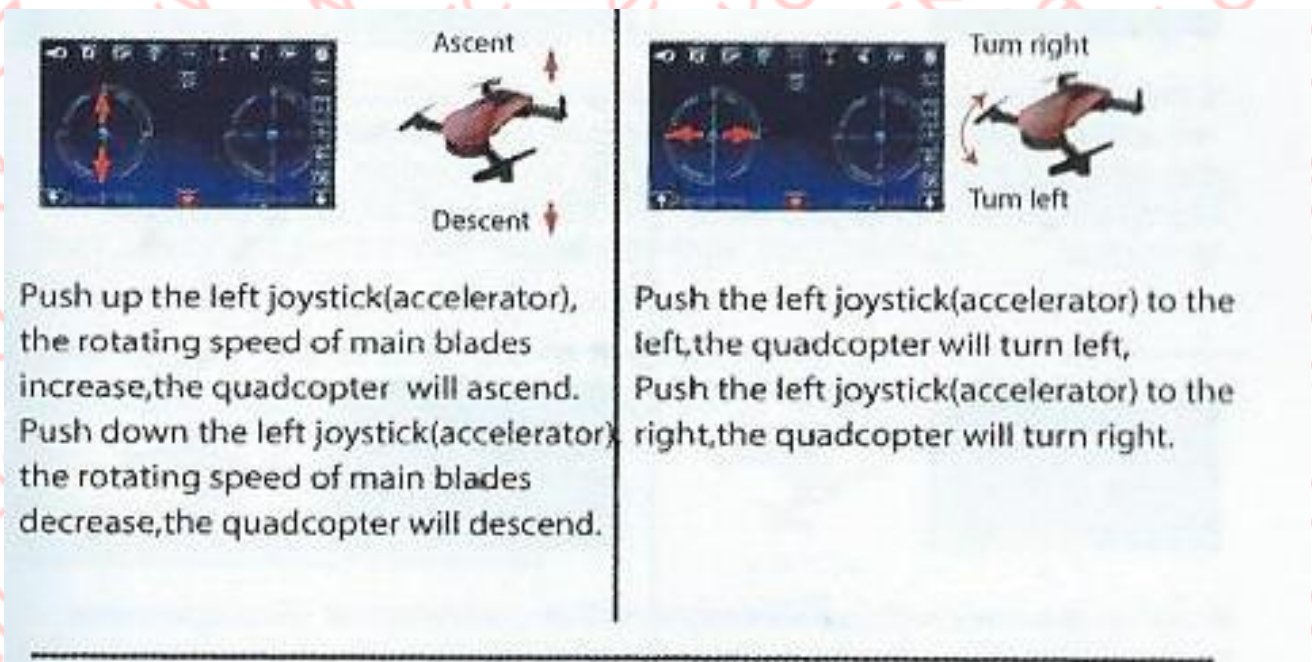 Ascent
Descent
Push up the left joystick(accelerator),
the rotating speed of main blades
increase,the quadcopter will ascend.
Push down the left joystick(accelerator)
the rotating speed of main blades
decrease,the quadcopter will descend.
Tum right
Tum left
Push the left joystick(accelerator) to the
left,the quadcopter will turn left,
Push the left joystick(accelerator) to the
right,the quadcopter will turn right.